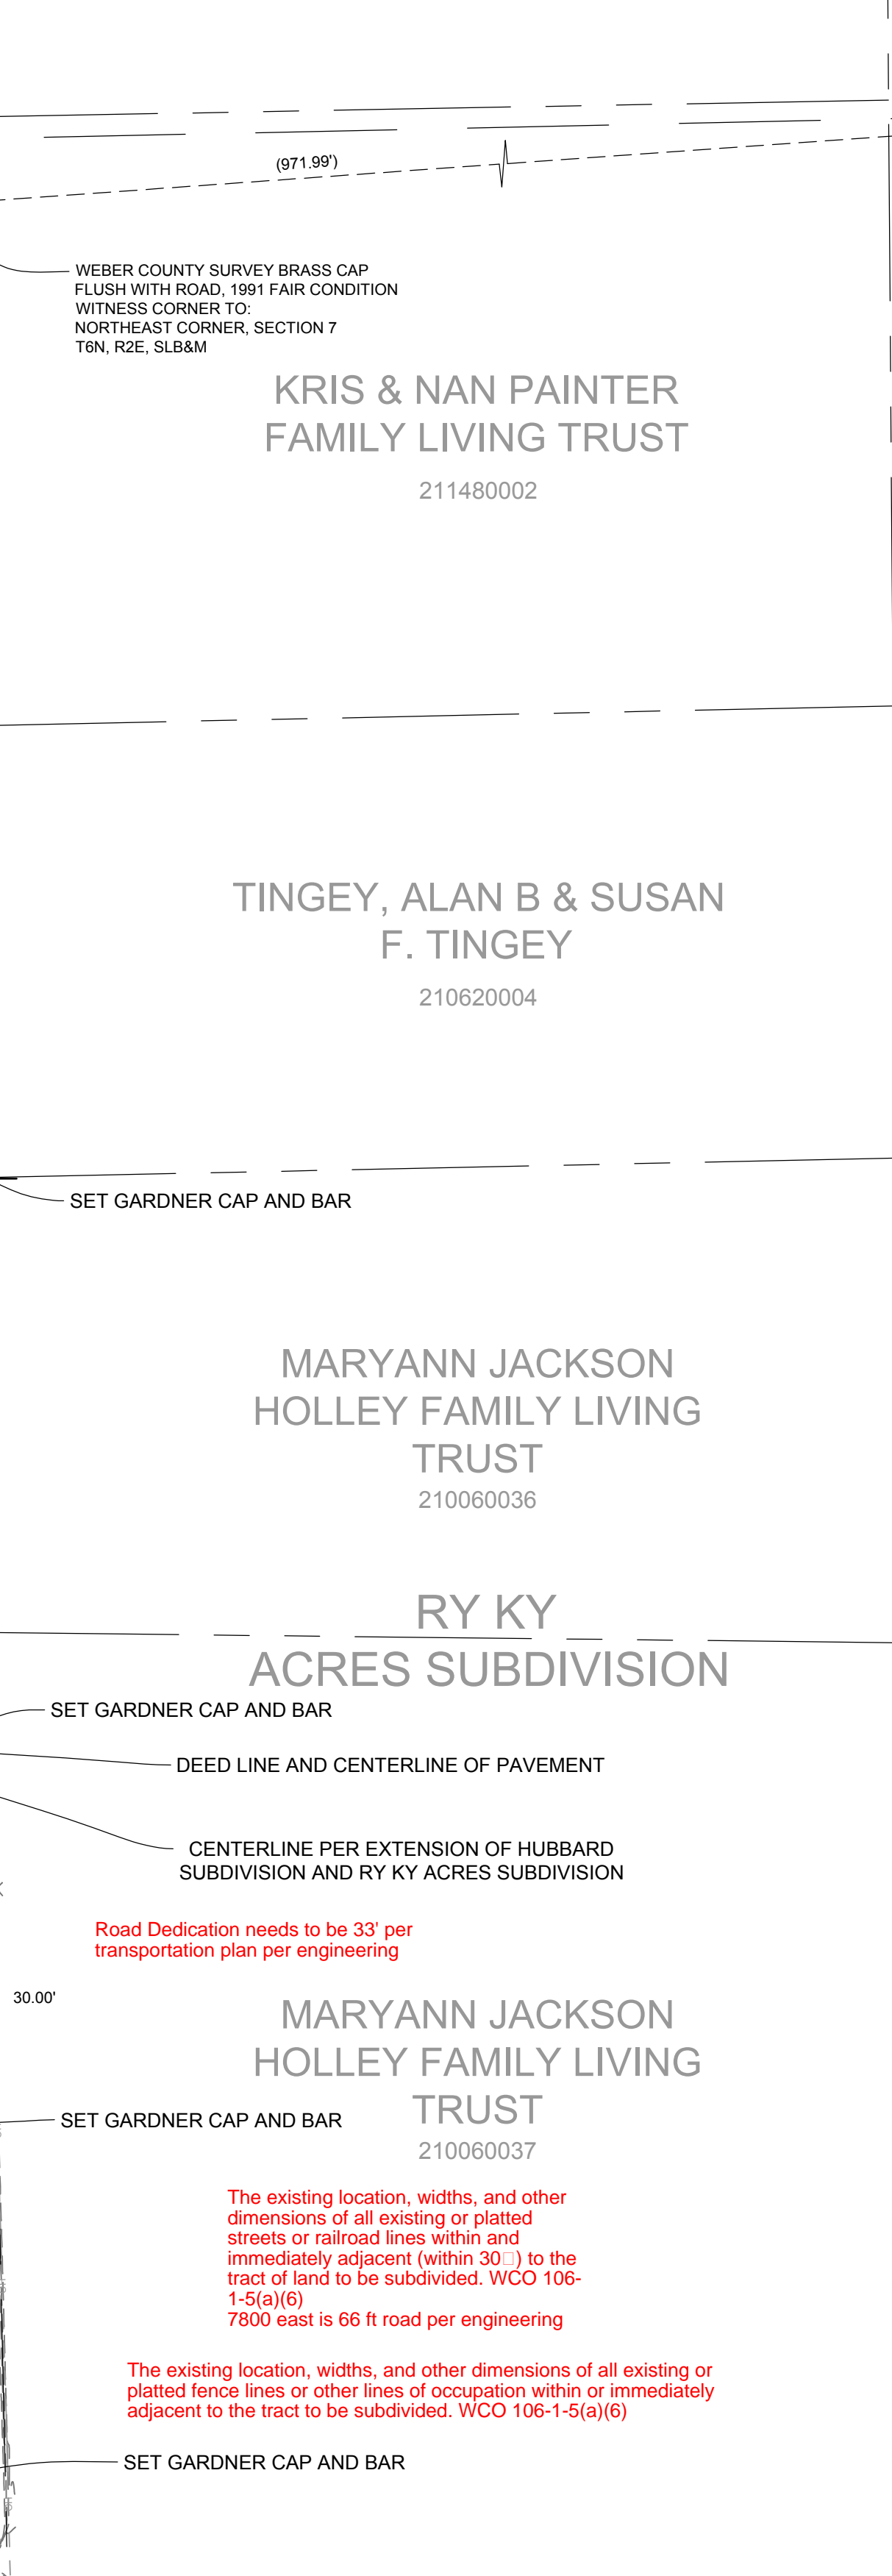 (971.99')
WEBER COUNTY SURVEY BRASS CAP
FLUSH WITH ROAD, 1991 FAIR CONDITION
WITNESS CORNER TO:
NORTHEAST CORNER, SECTION 7
T6N, R2E, SLB&M
KRIS & NAN PAINTER
FAMILY LIVING TRUST
211480002
TINGEY, ALAN B & SUSAN
F. TINGEY
210620004
SET GARDNER CAP AND BAR
MARYANN JACKSON
HOLLEY FAMILY LIVING
TRUST
210060036
RY KY
ACRES SUBDIVISION
SET GARDNER CAP AND BAR
DEED LINE AND CENTERLINE OF PAVEMENT
CENTERLINE PER EXTENSION OF HUBBARD
SUBDIVISION AND RY KY ACRES SUBDIVISION
Road Dedication needs to be 33' per
transportation plan per engineering
30.00'
MARYANN JACKSON
HOLLEY FAMILY LIVING
TRUST
210060037
SET GARDNER CAP AND BAR
The existing location, widths, and other
dimensions of all existing or platted
streets or railroad lines within and
immediately adjacent (within 30□) to the
tract of land to be subdivided. WCO 106-
1-5(a)(6)
7800 east is 66 ft road per engineering
The existing location, widths, and other dimensions of all existing or
platted fence lines or other lines of occupation within or immediately
adjacent to the tract to be subdivided. WCO 106-1-5(a)(6)
SET GARDNER CAP AND BAR